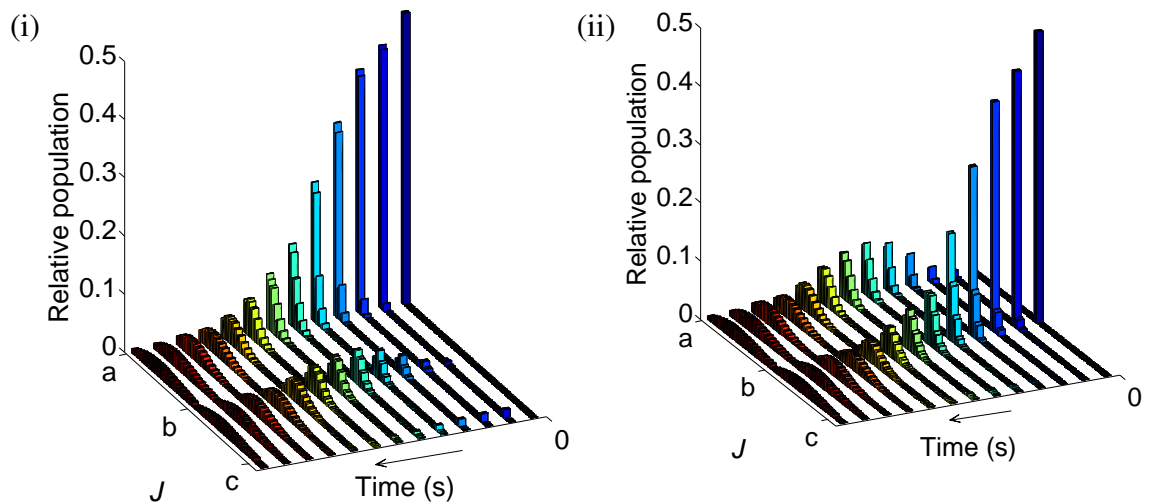 (i)
Relative population
0.5
0.4
0.3
0.2
0.1
0
a
b
c
J
Time (s)
0
(ii)
Relative population
0.5
0.4
0.3
0.2
0.1
0
a
b
c
J
Time (s)
0